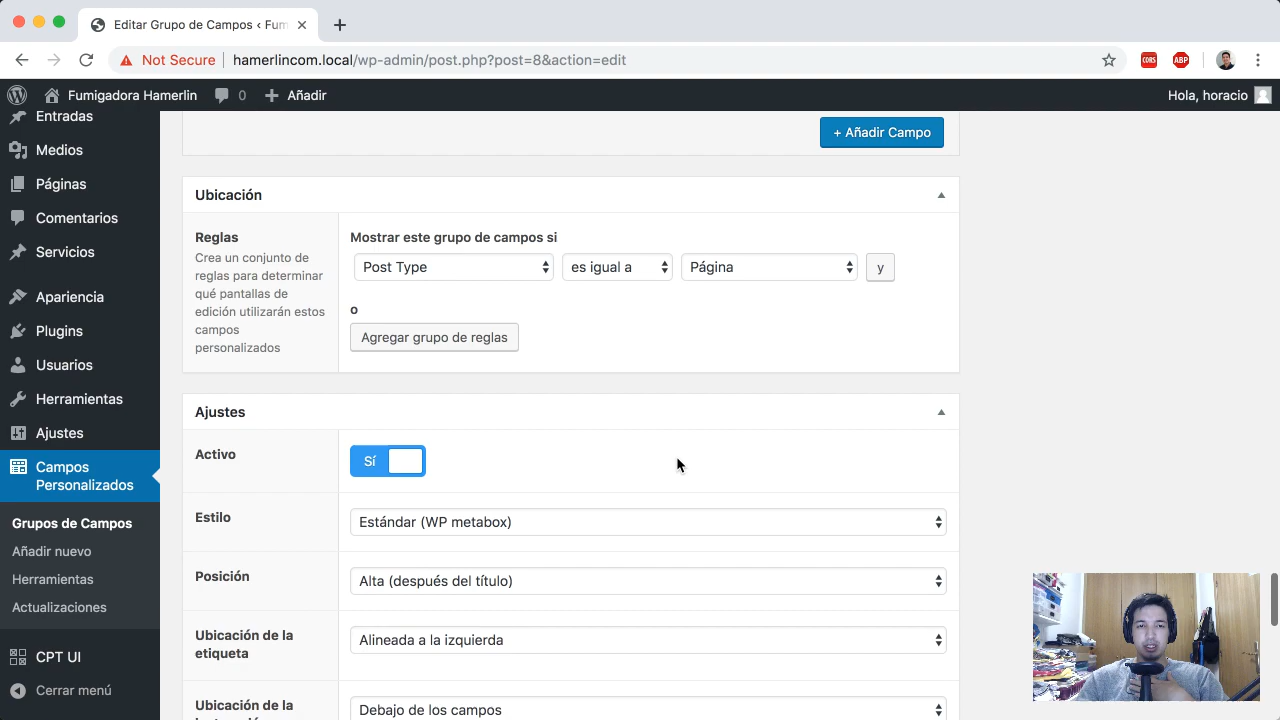 Editar Grupo de Campos ‹ Fum
Not Secure
hamerlincom.local/wp-admin/post.php?post=8&action=edit
CORS
ABP
Fumigadora Hamerlin
0
Añadir
Hola, horacio
Entradas
Medios
Páginas
Comentarios
Servicios
Apariencia
Plugins
Usuarios
Herramientas
Ajustes
Campos
Personalizados
Grupos de Campos
Añadir nuevo
Herramientas
Actualizaciones
CPT UI
Cerrar menú
+ Añadir Campo
Ubicación
Reglas
Crea un conjunto de
reglas para determinar
qué pantallas de
edición utilizarán estos
campos
personalizados
Mostrar este grupo de campos si
Post Type
es igual a
Página
y
o
Agregar grupo de reglas
Ajustes
Activo
Sí
Estilo
Estándar (WP metabox)
Posición
Alta (después del título)
Ubicación de la
etiqueta
Alineada a la izquierda
Ubicación de la
Debajo de los campos